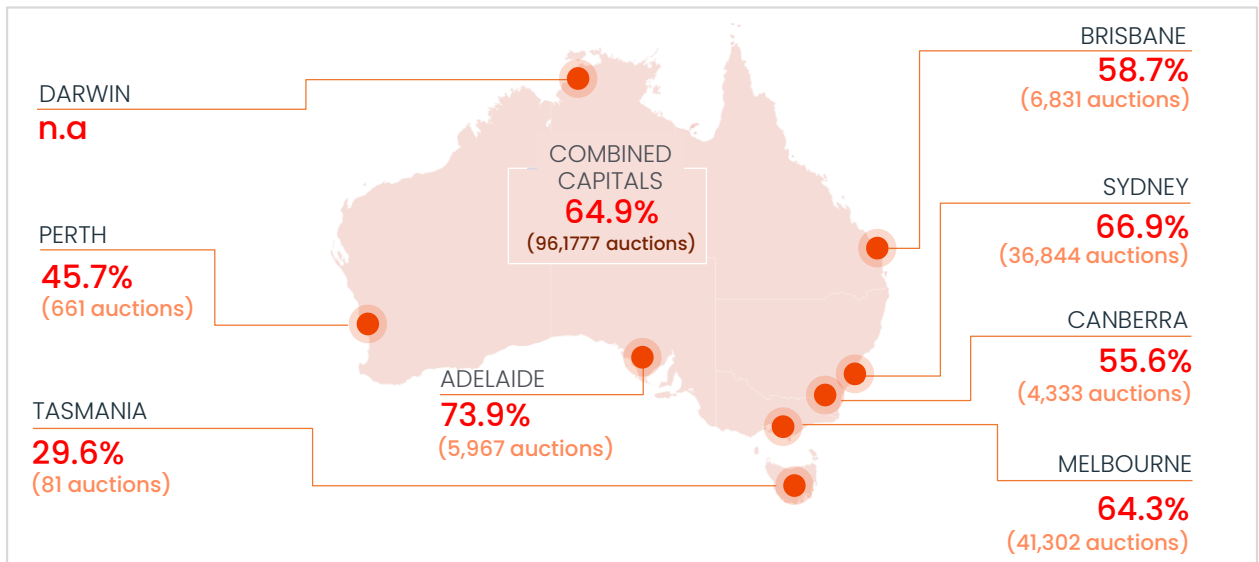 DARWIN
n.a
PERTH
45.7%
(661 auctions)
TASMANIA
29.6%
(81 auctions)
COMBINED
CAPITALS
64.9%
(96,1777 auctions)
ADELAIDE
73.9%
(5,967 auctions)
BRISBANE
58.7%
(6,831 auctions)
SYDNEY
66.9%
(36,844 auctions)
CANBERRA
55.6%
(4,333 auctions)
MELBOURNE
64.3%
(41,302 auctions)